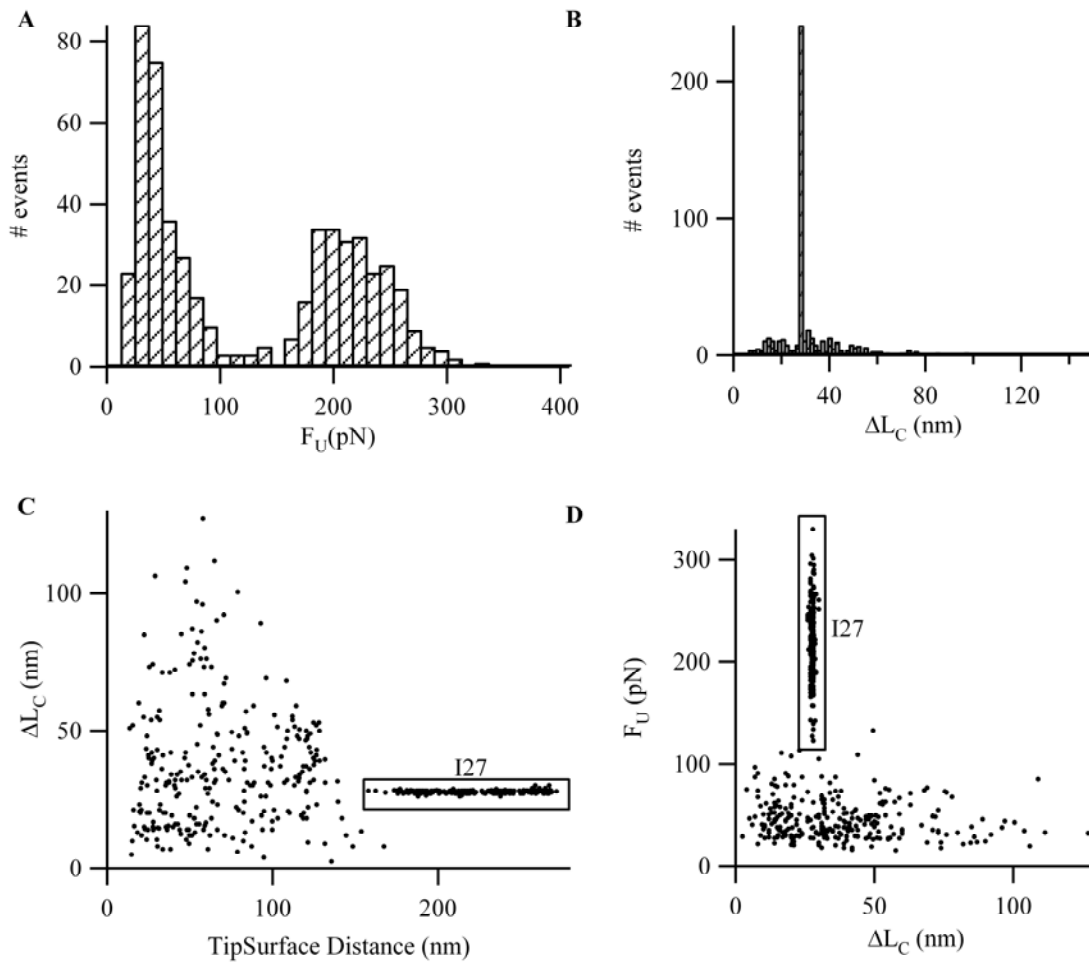 A
80
60
40
20
0
# events
0 100 200 300 400
F_U(pN)
B
200
100
0
# events
0 40 80 120
ΔL_C (nm)
C
100
50
0
ΔL_C (nm)
I27
0 100 200
TipSurface Distance (nm)
D
300
200
100
0
F_U (pN)
I27
0 50 100
ΔL_C (nm)